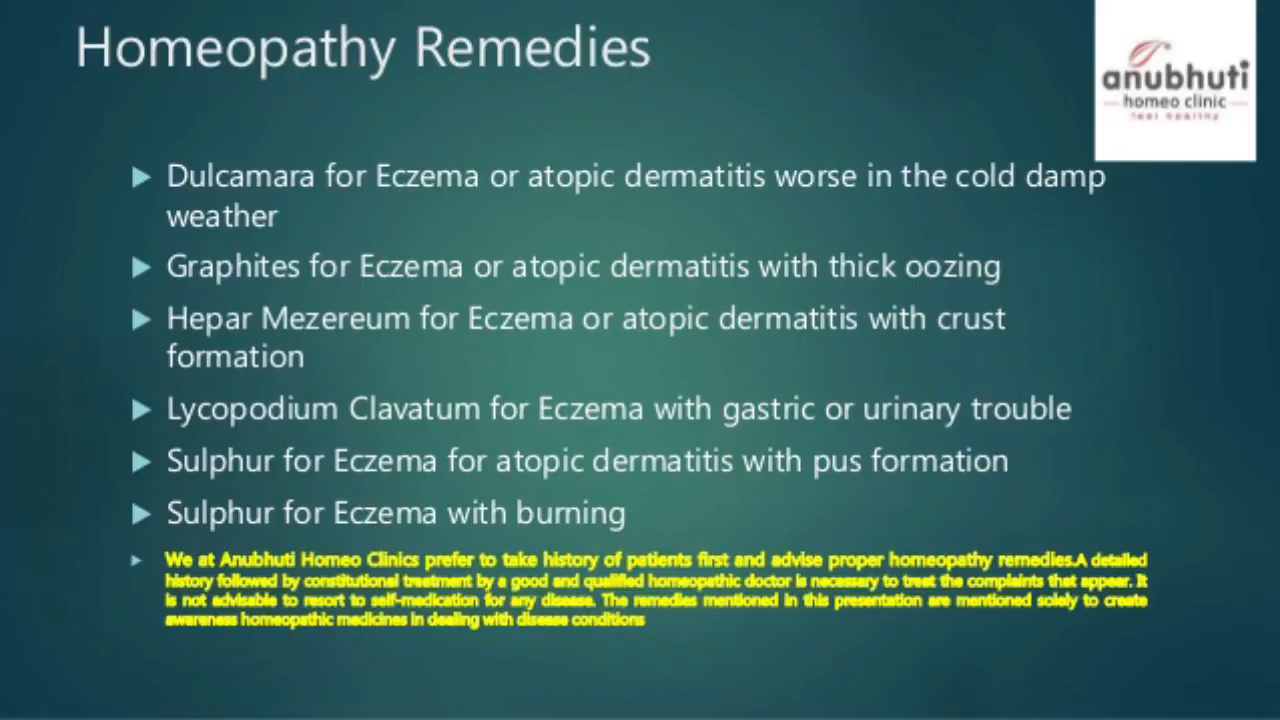 Homeopathy Remedies
anubhuti
homeo clinic
feel healthy
Dulcamara for Eczema or atopic dermatitis worse in the cold damp
weather
Graphites for Eczema or atopic dermatitis with thick oozing
Hepar Mezereum for Eczema or atopic dermatitis with crust
formation
Lycopodium Clavatum for Eczema with gastric or urinary trouble
Sulphur for Eczema for atopic dermatitis with pus formation
Sulphur for Eczema with burning
We at Anubhuti Homeo Clinics prefer to take history of patients first and advise proper homeopathy remedies.A detailed
history followed by constitutional treatment by a good and qualified homeopathic doctor is necessary to treat the complaints that appear. It
is not advisable to resort to self-medication for any disease. The remedies mentioned in this presentation are mentioned solely to create
awareness homeopathic medicines in dealing with disease conditions